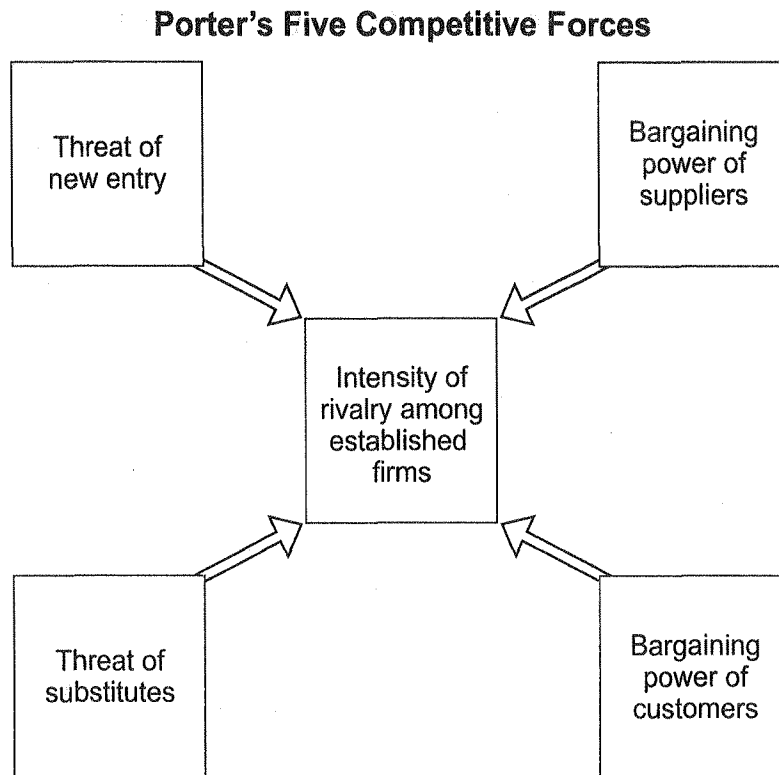 Porter's Five Competitive Forces
Threat of
new entry
Bargaining
power of
suppliers
Intensity of
rivalry among
established
firms
Threat of
substitutes
Bargaining
power of
customers